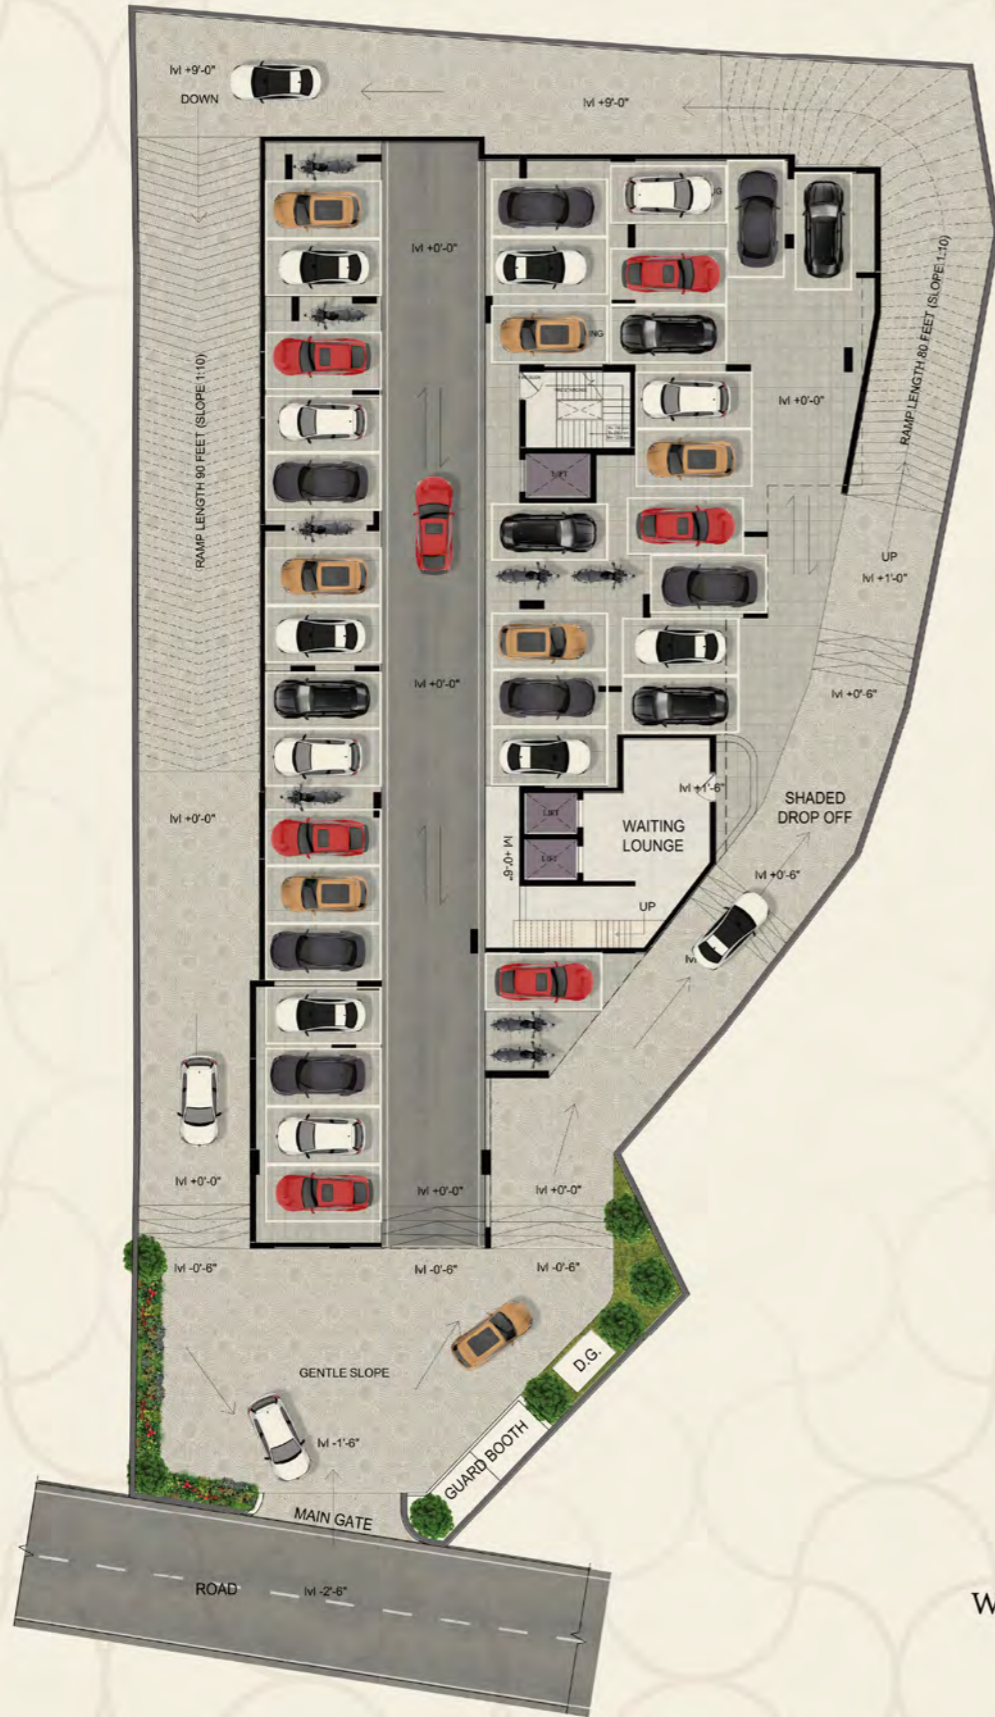 lvl +9'-0"
DOWN
lvl +9'-0"
lvl +0'-0"
RAMP LENGTH 90 FEET (SLOPE 1:10)
RAMP LENGTH 80 FEET (SLOPE 1:10)
lvl +0'-0"
LIFT
UP
lvl +1'-0"
lvl +0'-0"
lvl +0'-6"
lvl +1'-6"
SHADED
DROP OFF
lvl +0'-0"
LIFT
WAITING
LOUNGE
lvl +0'-6"
LIFT
lvl +0'-6"
UP
lvl +0'-0"
lvl +0'-0"
lvl +0'-0"
lvl -0'-6"
lvl -0'-6"
lvl -0'-6"
D.G.
GENTLE SLOPE
lvl -1'-6"
GUARD BOOTH
MAIN GATE
ROAD
lvl -2'-6"
W